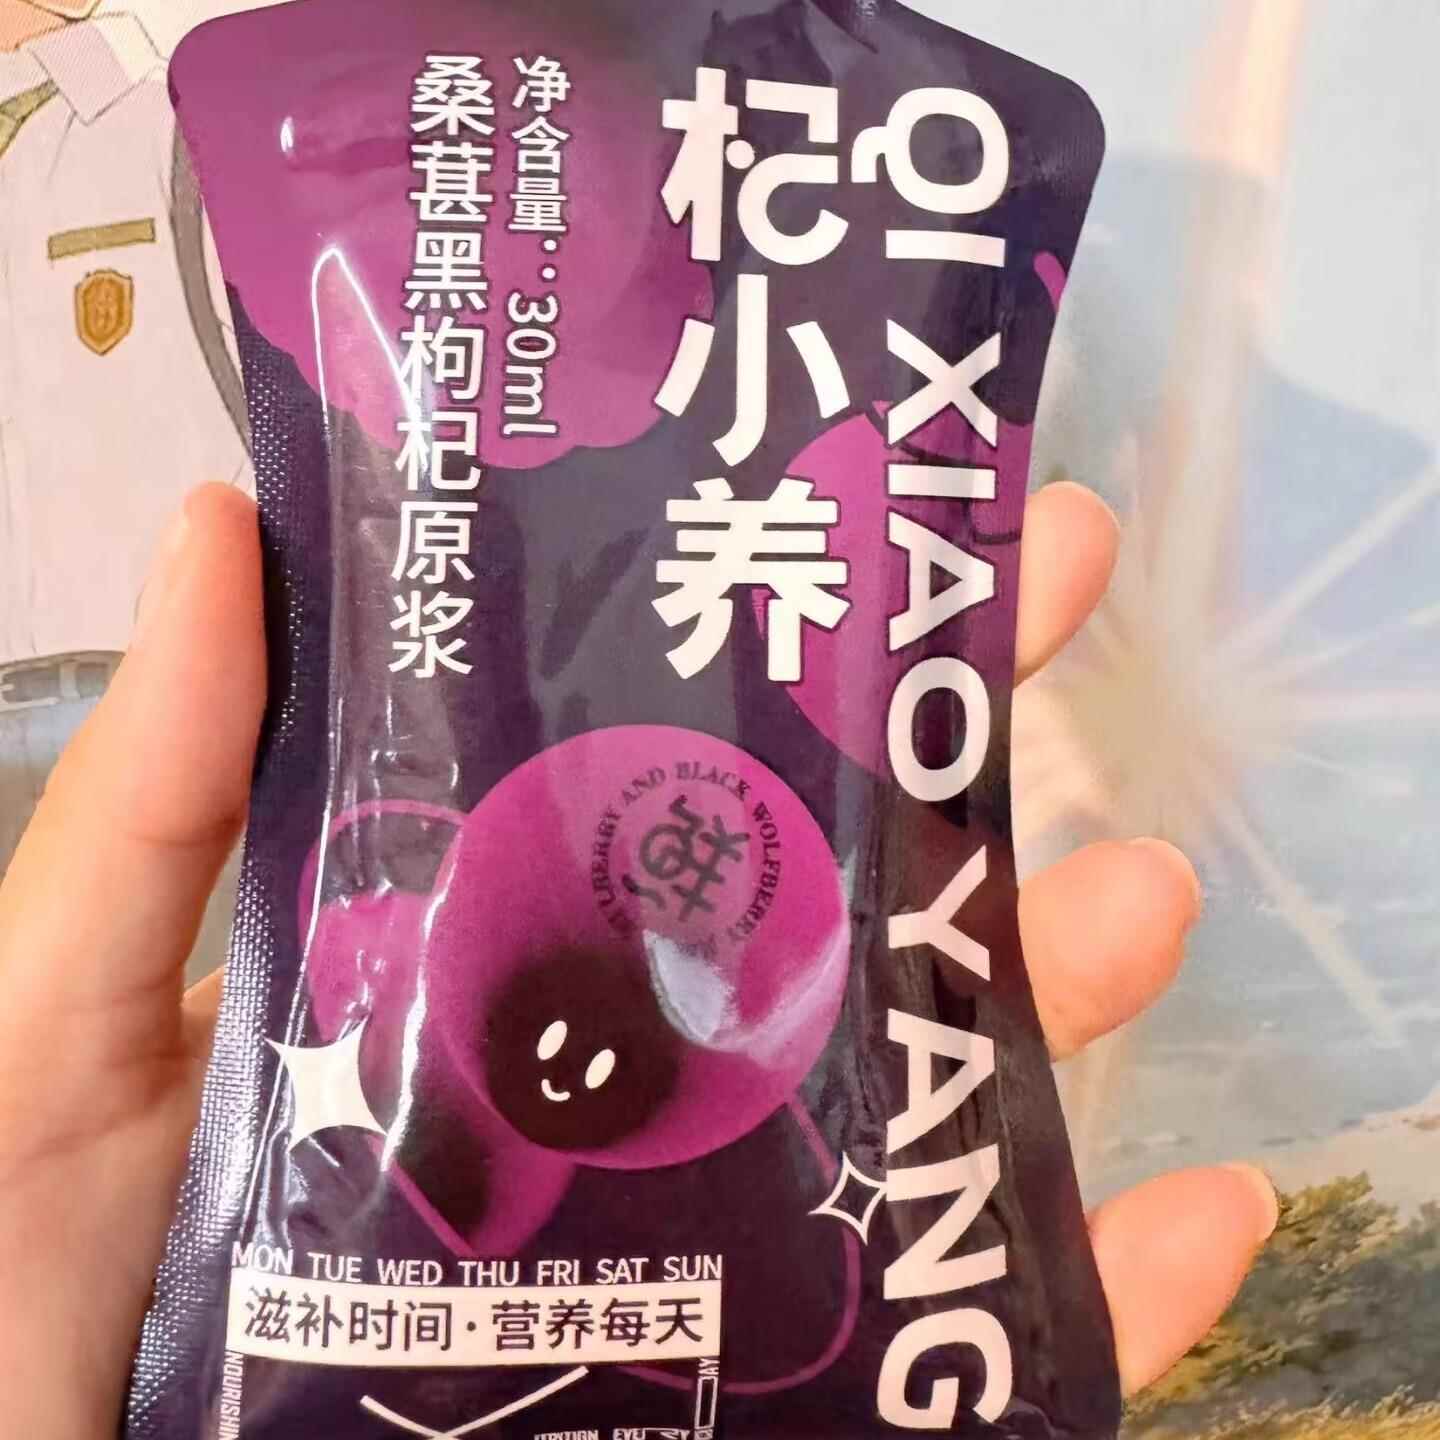 QI XIAO YANG
杞小养
净含量：30ml
桑葚黑枸杞原浆
MULBERRY AND BLACK WOLFBERRY
MON TUE WED THU FRI SAT SUN
滋补时间·营养每天